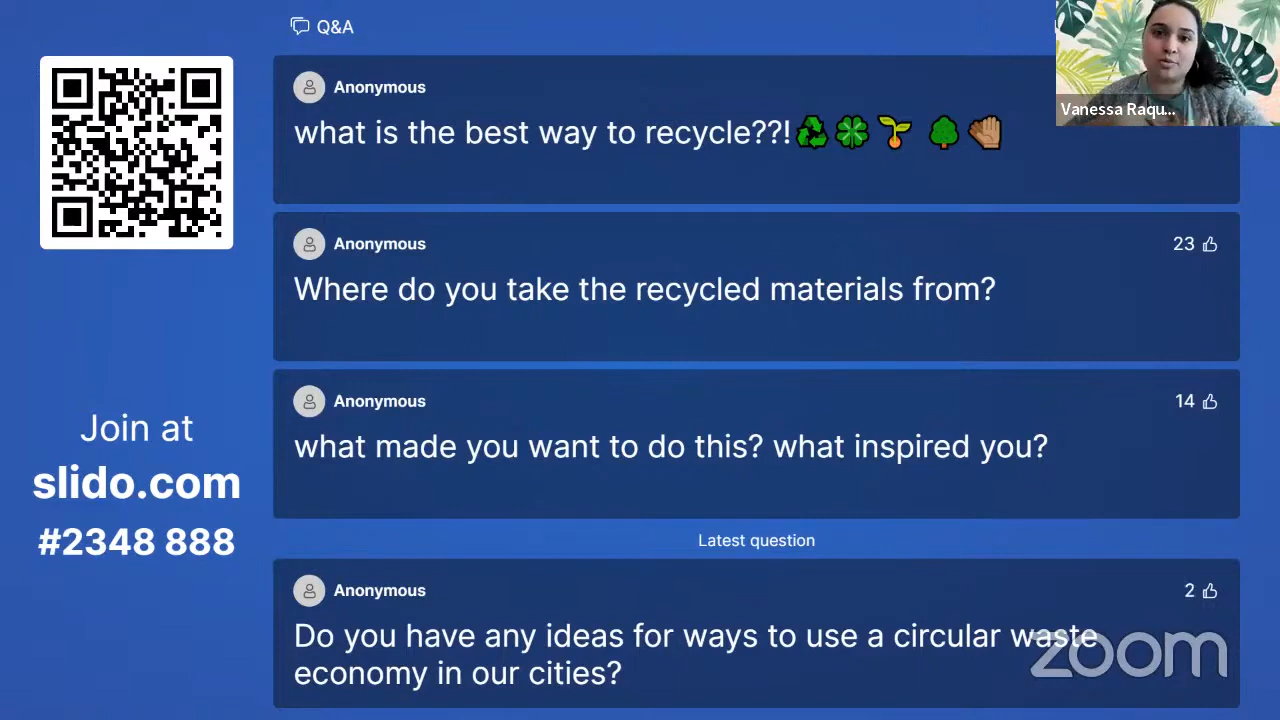 Q&A
Anonymous
what is the best way to recycle??!♻️🍀🌱 🌳👏🏽
Vanessa Raqu...
Anonymous
23
Where do you take the recycled materials from?
Anonymous
14
what made you want to do this? what inspired you?
Join at
slido.com
#2348 888
Latest question
Anonymous
2
Do you have any ideas for ways to use a circular waste
economy in our cities?
zoom